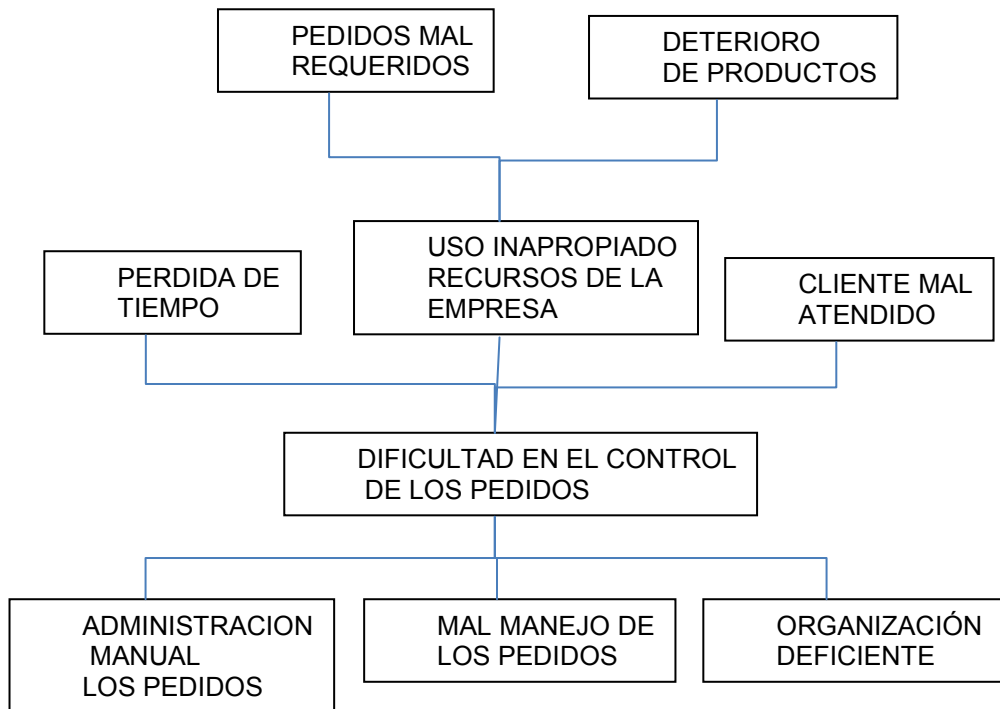 PEDIDOS MAL
REQUERIDOS
DETERIORO
DE PRODUCTOS
USO INAPROPIADO
RECURSOS DE LA
EMPRESA
PERDIDA DE
TIEMPO
CLIENTE MAL
ATENDIDO
DIFICULTAD EN EL CONTROL
DE LOS PEDIDOS
ADMINISTRACION
MANUAL
LOS PEDIDOS
MAL MANEJO DE
LOS PEDIDOS
ORGANIZACIÓN
DEFICIENTE